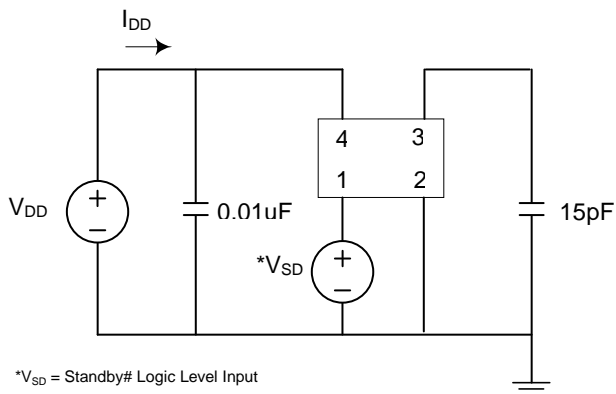 I_DD
4 3
1 2
V_DD
+
−
0.01uF
*V_SD
+
−
15pF
*V_SD = Standby# Logic Level Input